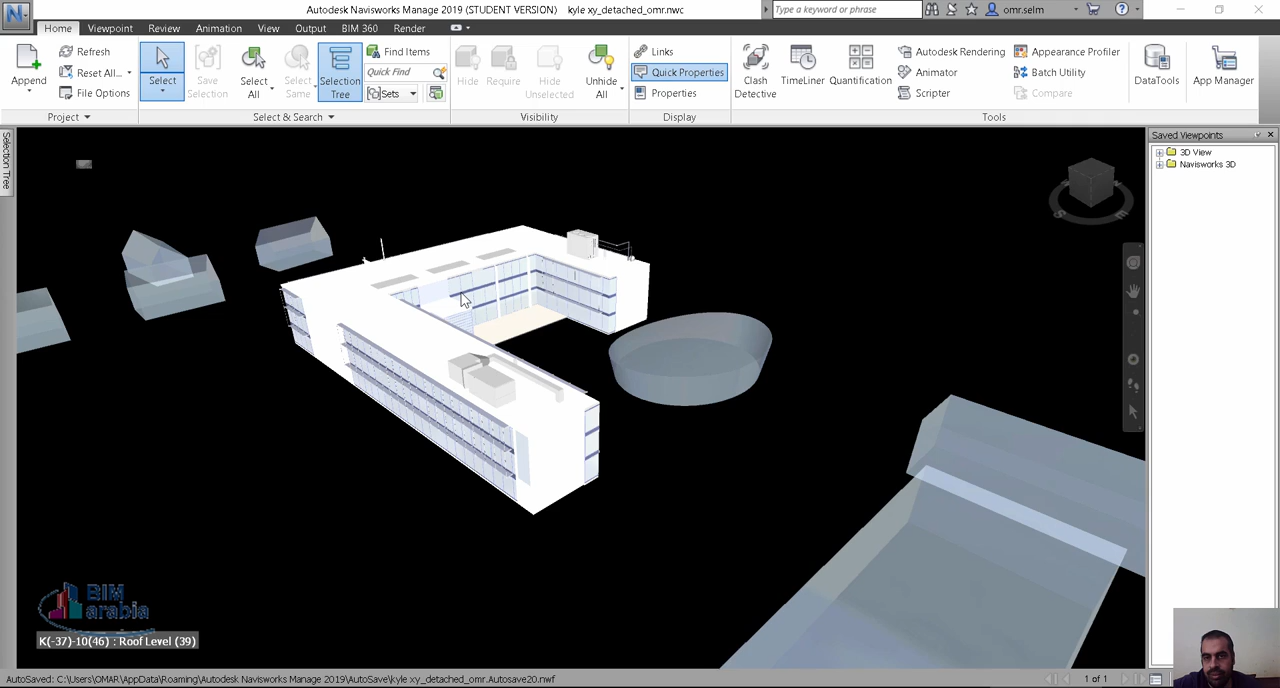 Autodesk Navisworks Manage 2019 (STUDENT VERSION) kyle xy_detached_omr.nwc
Type a keyword or phrase
omr.selm
Home Viewpoint Review Animation View Output BIM 360 Render
Append
Refresh
Reset All...
File Options
Project
Select
Save Selection
Select All
Select Same
Selection Tree
Find Items
Quick Find
Sets
Select & Search
Hide
Require
Hide Unselected
Unhide All
Visibility
Links
Quick Properties
Properties
Display
Clash Detective
TimeLiner
Quantification
Autodesk Rendering
Animator
Scripter
Appearance Profiler
Batch Utility
Compare
Tools
DataTools
App Manager
Selection Tree
Saved Viewpoints
3D View
Navisworks 3D
S
E
BIM
arabia
K(-37)-10(46) : Roof Level (39)
AutoSaved: C:\Users\OMAR\AppData\Roaming\Autodesk Navisworks Manage 2019\AutoSave\kyle xy_detached_omr.Autosave20.nwf
1 of 1